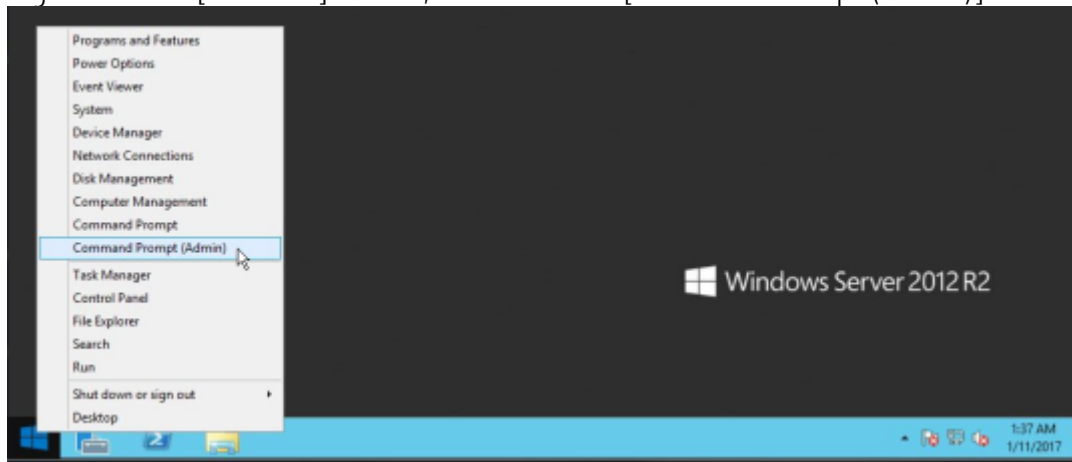 Programs and Features
Power Options
Event Viewer
System
Device Manager
Network Connections
Disk Management
Computer Management
Command Prompt
Command Prompt (Admin)
Task Manager
Control Panel
File Explorer
Search
Run
Shut down or sign out
Desktop
Windows Server 2012 R2
1:37 AM
1/11/2017